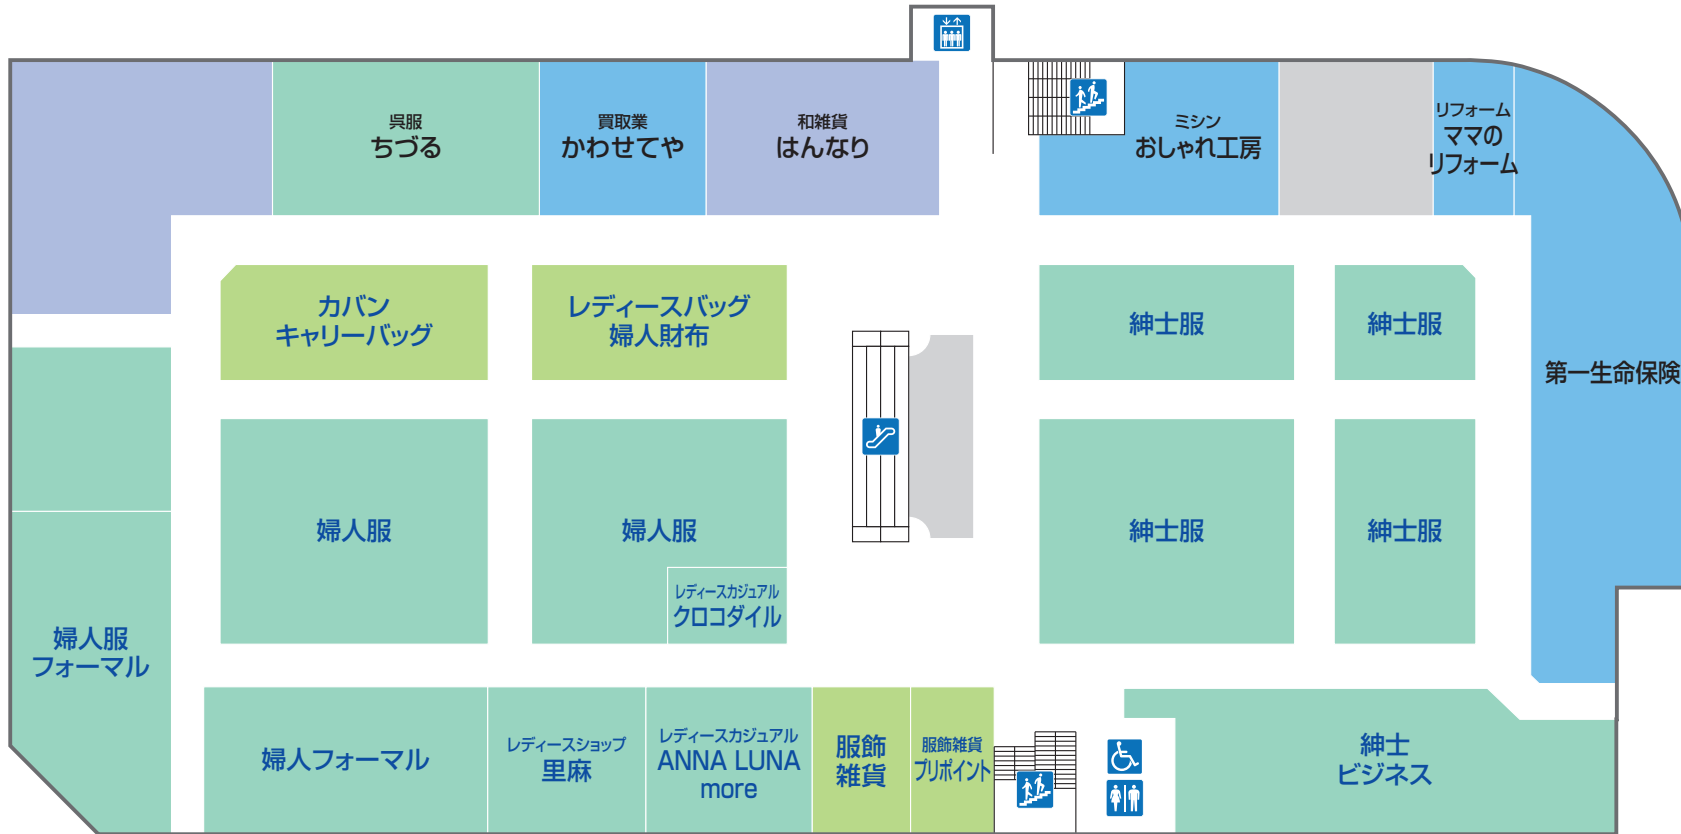 呉服
ちづる
買取業
かわせてや
和雑貨
はんなり
ミシン
おしゃれ工房
リフォーム
ママの
リフォーム
カバン
キャリーバッグ
レディースバッグ
婦人財布
紳士服
紳士服
第一生命保険
婦人服
婦人服
レディースカジュアル
クロコダイル
紳士服
紳士服
婦人服
フォーマル
婦人フォーマル
レディースショップ
里麻
レディースカジュアル
ANNA LUNA
more
服飾
雑貨
服飾雑貨
プリポイント
紳士
ビジネス